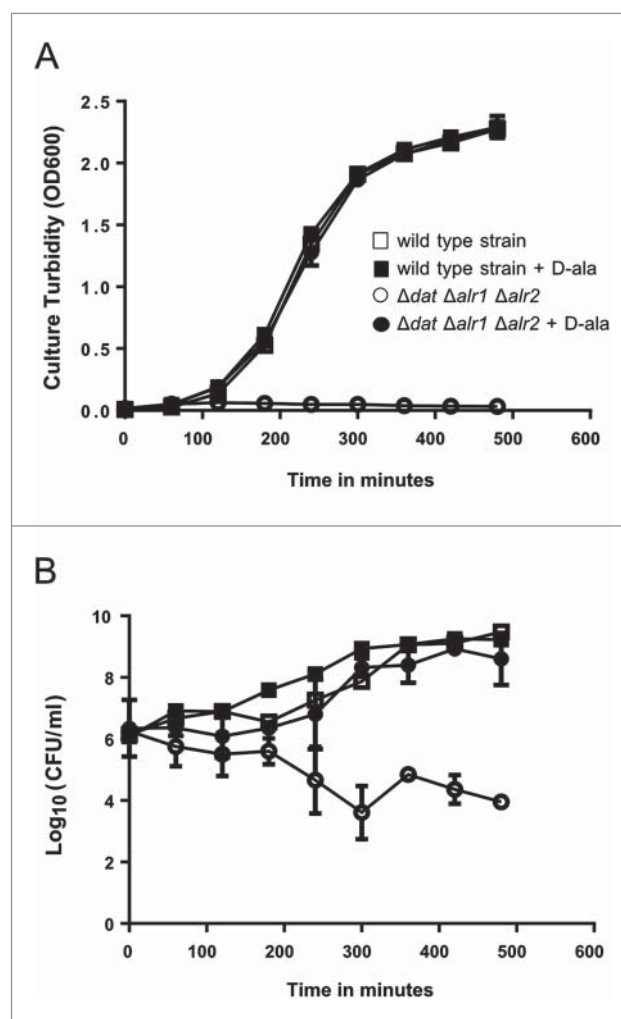 A
Culture Turbidity (OD600)
2.5
2.0
1.5
1.0
0.5
0.0
wild type strain
wild type strain + D-ala
Δdat Δalr1 Δalr2
Δdat Δalr1 Δalr2 + D-ala
0 100 200 300 400 500 600
Time in minutes
B
Log10 (CFU/ml)
10
8
6
4
2
0
0 100 200 300 400 500 600
Time in minutes